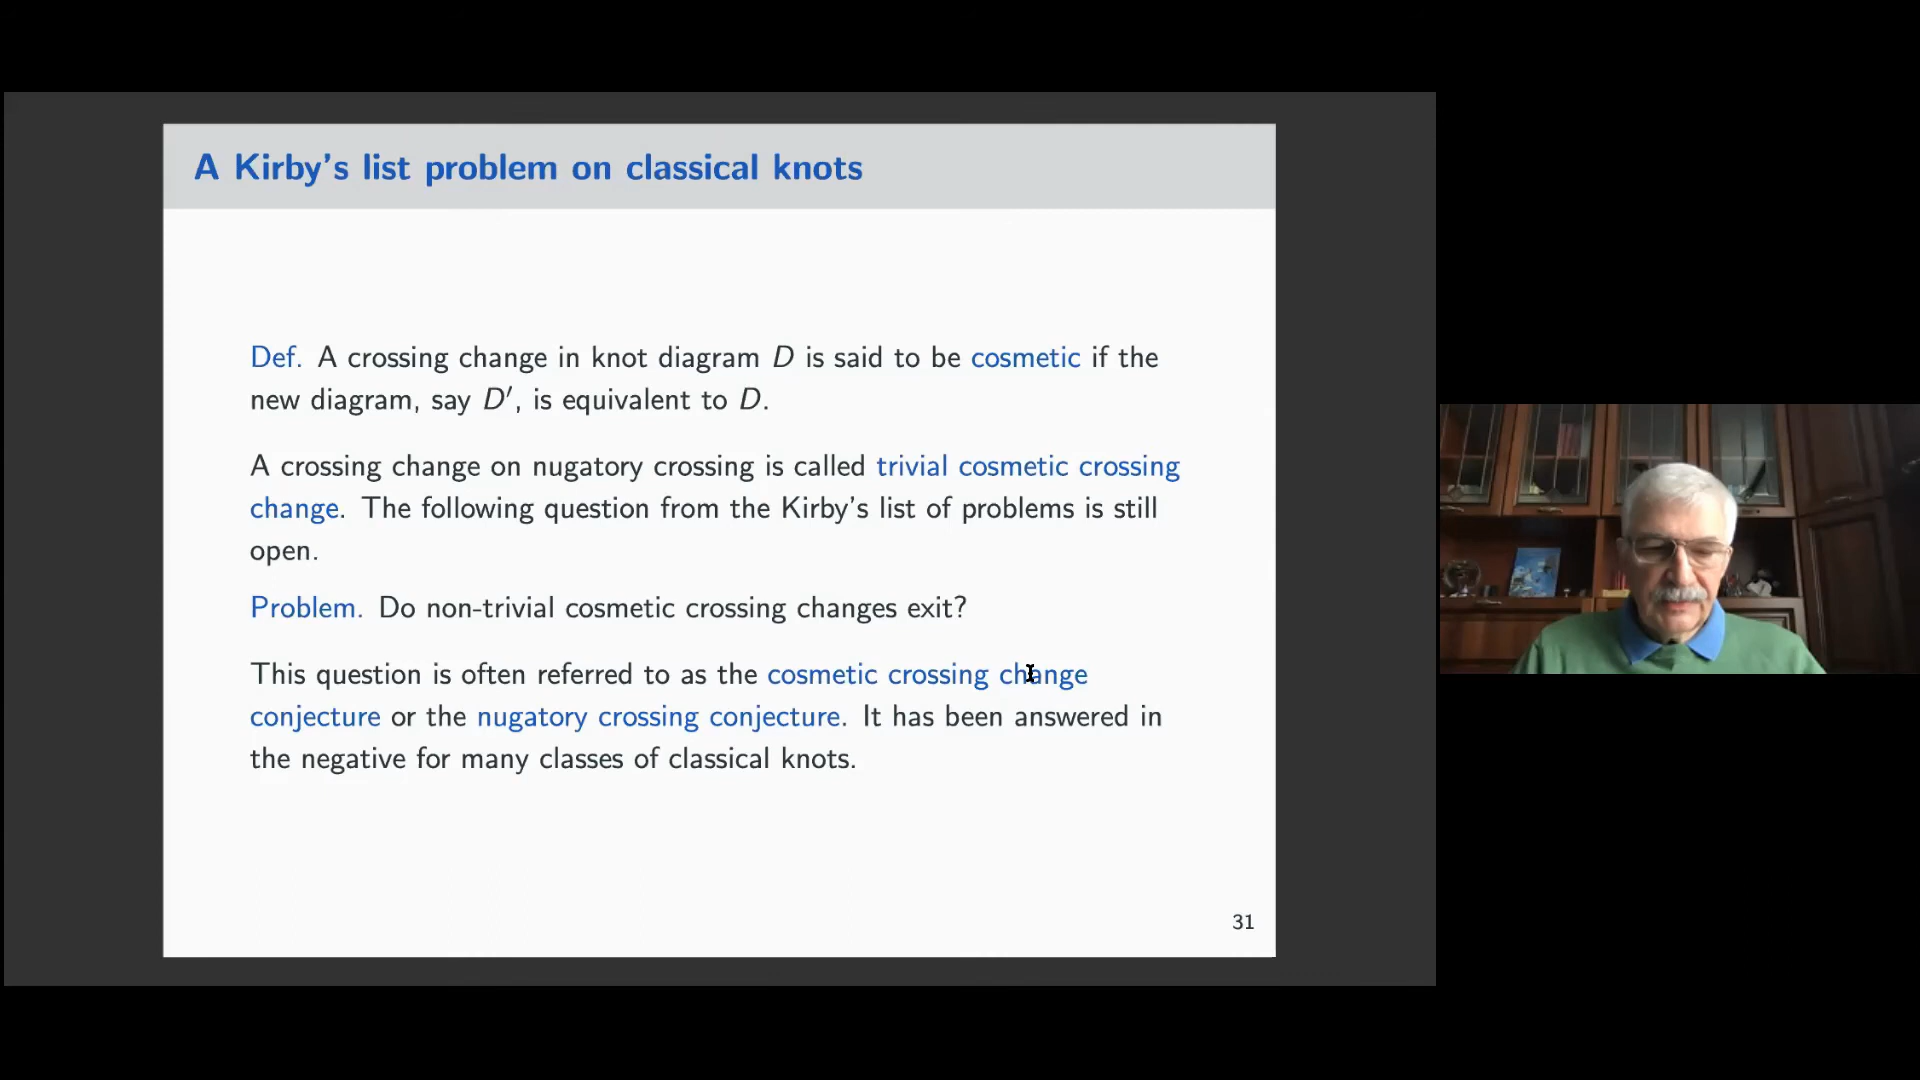 A Kirby's list problem on classical knots
Def. A crossing change in knot diagram D is said to be cosmetic if the
new diagram, say D′, is equivalent to D.
A crossing change on nugatory crossing is called trivial cosmetic crossing
change. The following question from the Kirby's list of problems is still
open.
Problem. Do non-trivial cosmetic crossing changes exit?
This question is often referred to as the cosmetic crossing change
conjecture or the nugatory crossing conjecture. It has been answered in
the negative for many classes of classical knots.
31